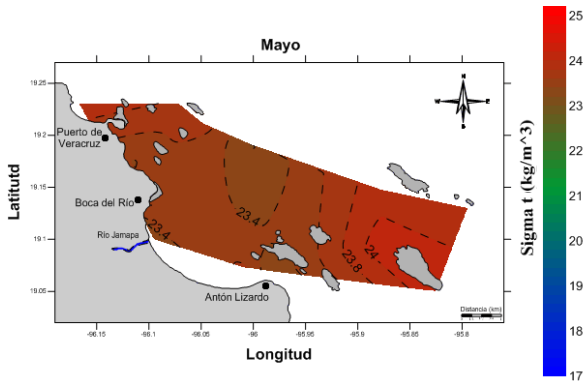 Mayo
19.25
19.2
19.15
19.1
19.05
Latitutd
Puerto de
Veracruz
Boca del Río
Río Jamapa
Antón Lizardo
23.4
23.4
23.8
24
N
W
E
S
Distancia (km)
-96.15
-96.1
-96.05
-96
-95.95
-95.9
-95.85
-95.8
Longitud
Sigma t (kg/m^3)
25
24
23
22
21
20
19
18
17